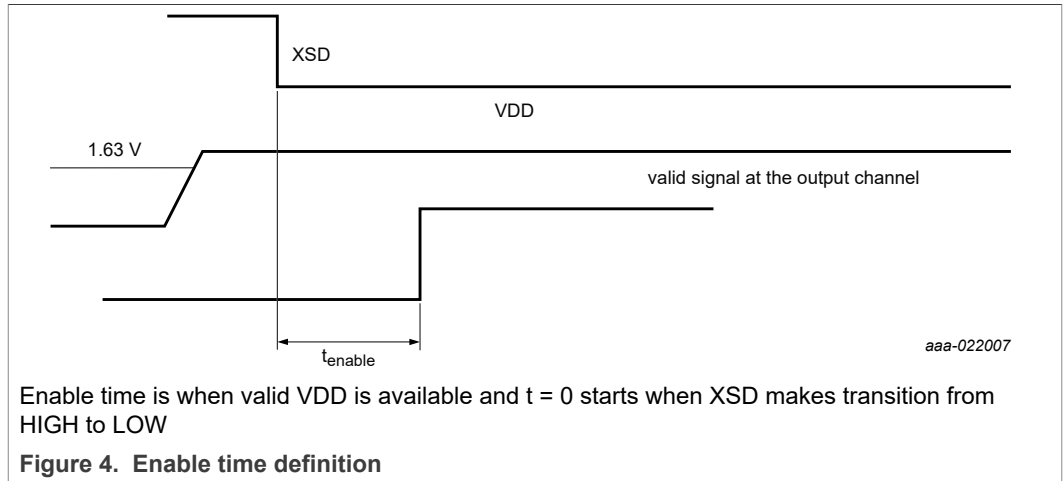 XSD
VDD
1.63 V
valid signal at the output channel
tenable
aaa-022007
Enable time is when valid VDD is available and t = 0 starts when XSD makes transition from
HIGH to LOW
Figure 4. Enable time definition